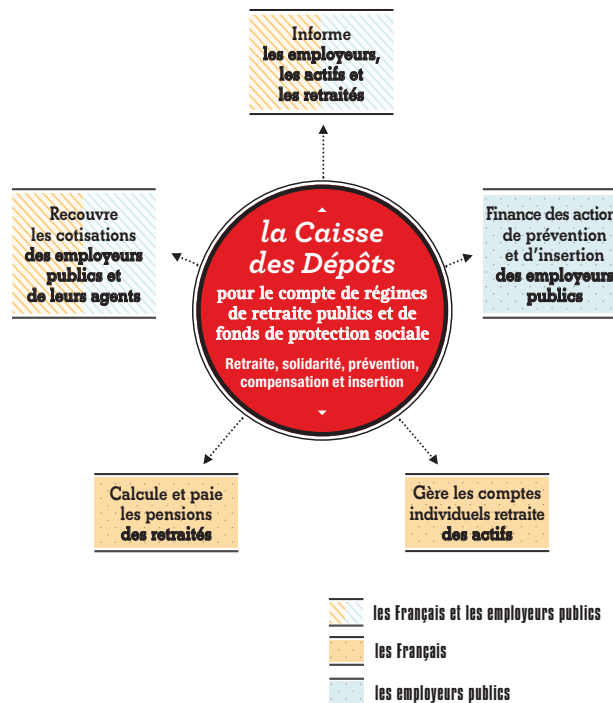 Informe
les employeurs,
les actifs et
les retraités
Recouvre
les cotisations
des employeurs
publics et
de leurs agents
la Caisse
des Dépôts
pour le compte de régimes
de retraite publics et de
fonds de protection sociale
Retraite, solidarité, prévention,
compensation et insertion
Finance des action
de prévention
et d'insertion
des employeurs
publics
Calcule et paie
les pensions
des retraités
Gère les comptes
individuels retraite
des actifs
les Français et les employeurs publics
les Français
les employeurs publics